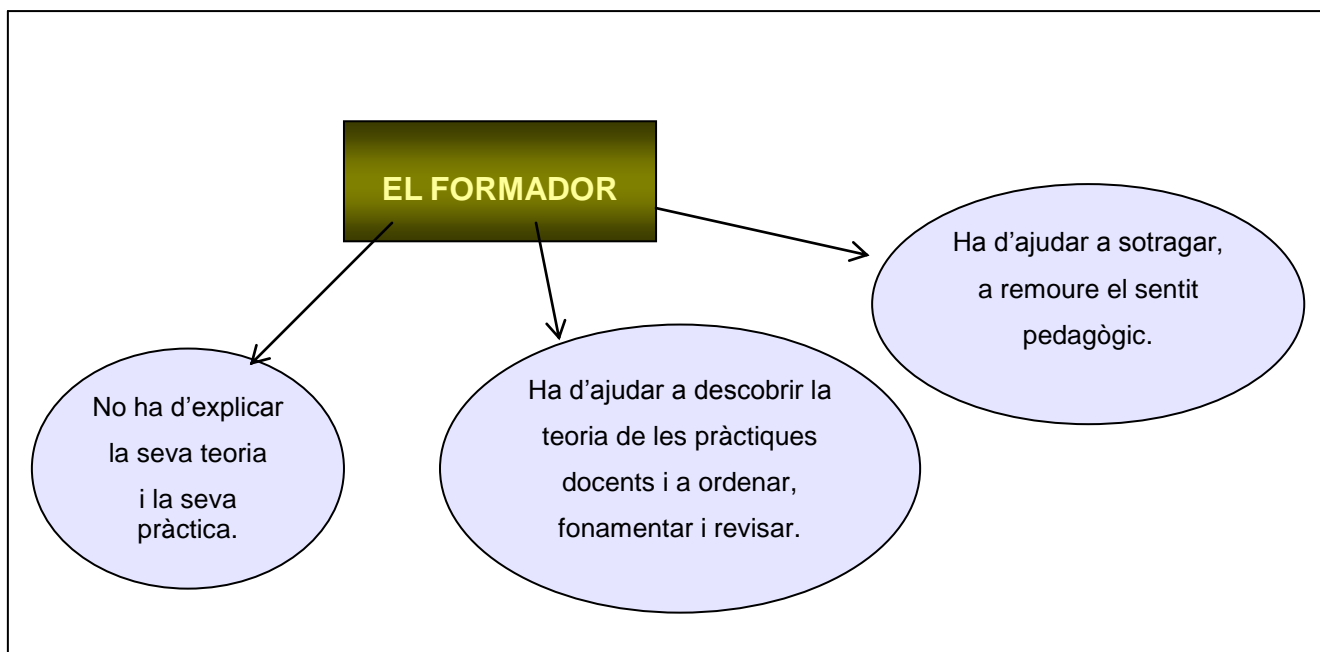 EL FORMADOR
No ha d’explicar
la seva teoria
i la seva
pràctica.
Ha d’ajudar a descobrir la
teoria de les pràctiques
docents i a ordenar,
fonamentar i revisar.
Ha d’ajudar a sotragar,
a remoure el sentit
pedagògic.